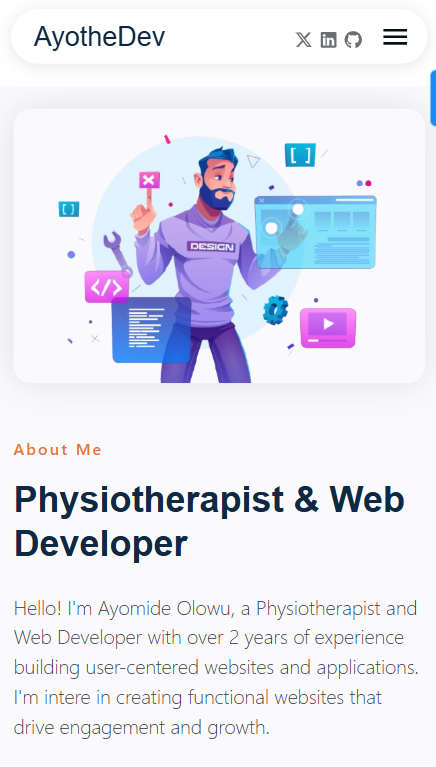 AyotheDev
DESIGN
About Me
Physiotherapist & Web
Developer
Hello! I'm Ayomide Olowu, a Physiotherapist and
Web Developer with over 2 years of experience
building user-centered websites and applications.
I'm intere in creating functional websites that
drive engagement and growth.